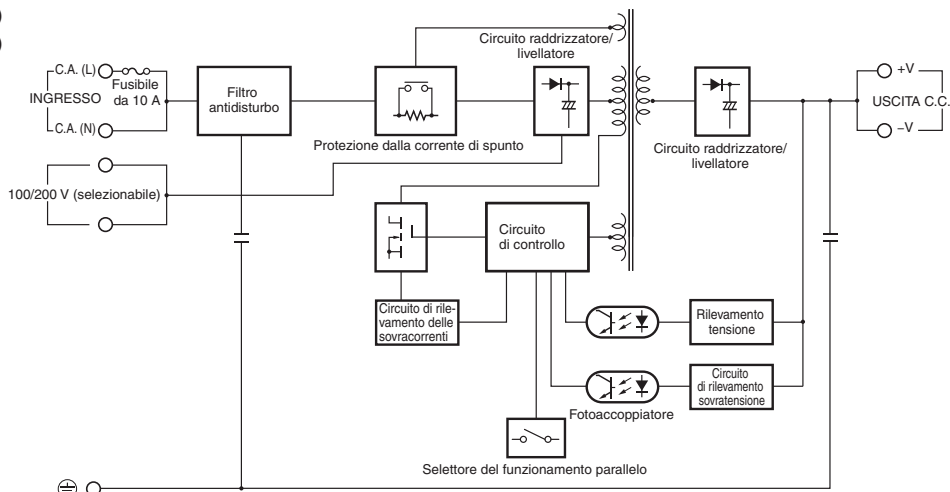 Circuito raddrizzatore/
livellatore
C.A. (L)
Fusibile
da 10 A
INGRESSO
C.A. (N)
Filtro
antidisturbo
Protezione dalla corrente di spunto
Circuito raddrizzatore/
livellatore
+V
USCITA C.C.
–V
100/200 V (selezionabile)
Circuito
di controllo
Circuito di rile-
vamento delle
sovracorrenti
Rilevamento
tensione
Circuito
di rilevamento
sovratensione
Fotoaccoppiatore
Selettore del funzionamento parallelo